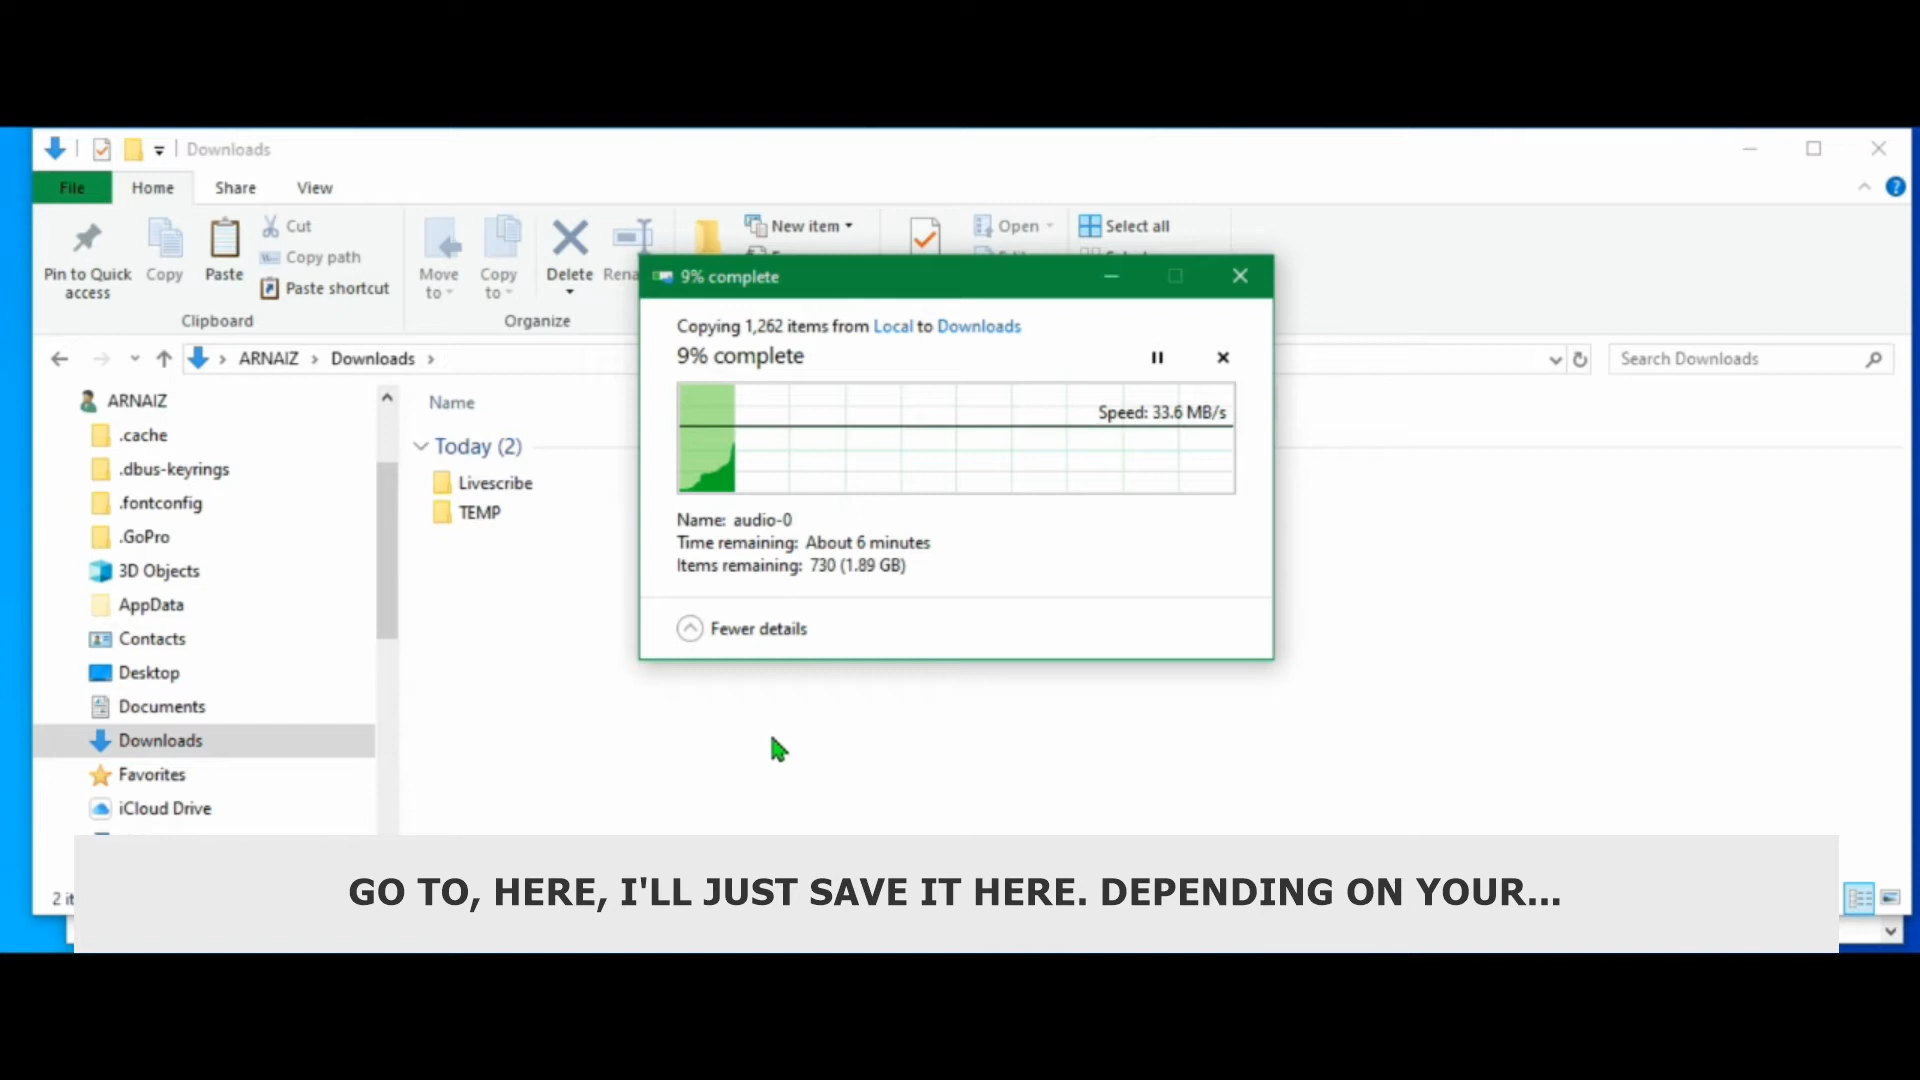 Downloads
File
Home
Share
View
Pin to Quick access
Copy
Paste
Cut
Copy path
Paste shortcut
Clipboard
Move to
Copy to
Delete
Organize
New item
Open
Select all
ARNAIZ
Downloads
Search Downloads
ARNAIZ
.cache
.dbus-keyrings
.fontconfig
.GoPro
3D Objects
AppData
Contacts
Desktop
Documents
Downloads
Favorites
iCloud Drive
Name
Today (2)
Livescribe
TEMP
9% complete
Copying 1,262 items from Local to Downloads
9% complete
Speed: 33.6 MB/s
Name: audio-0
Time remaining: About 6 minutes
Items remaining: 730 (1.89 GB)
Fewer details
GO TO, HERE, I'LL JUST SAVE IT HERE. DEPENDING ON YOUR...